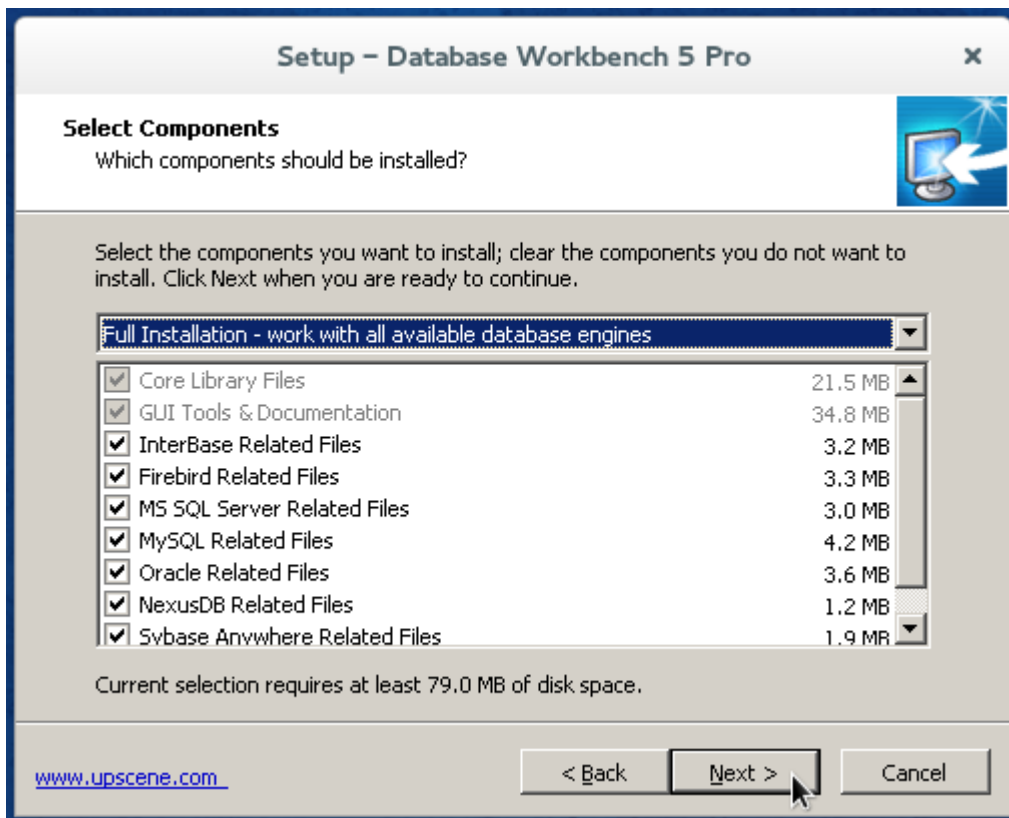 Setup – Database Workbench 5 Pro
Select Components
Which components should be installed?
Select the components you want to install; clear the components you do not want to
install. Click Next when you are ready to continue.
Full Installation - work with all available database engines
Core Library Files 21.5 MB
GUI Tools & Documentation 34.8 MB
InterBase Related Files 3.2 MB
Firebird Related Files 3.3 MB
MS SQL Server Related Files 3.0 MB
MySQL Related Files 4.2 MB
Oracle Related Files 3.6 MB
NexusDB Related Files 1.2 MB
Sybase Anywhere Related Files 1.9 MB
Current selection requires at least 79.0 MB of disk space.
www.upscene.com < Back Next > Cancel